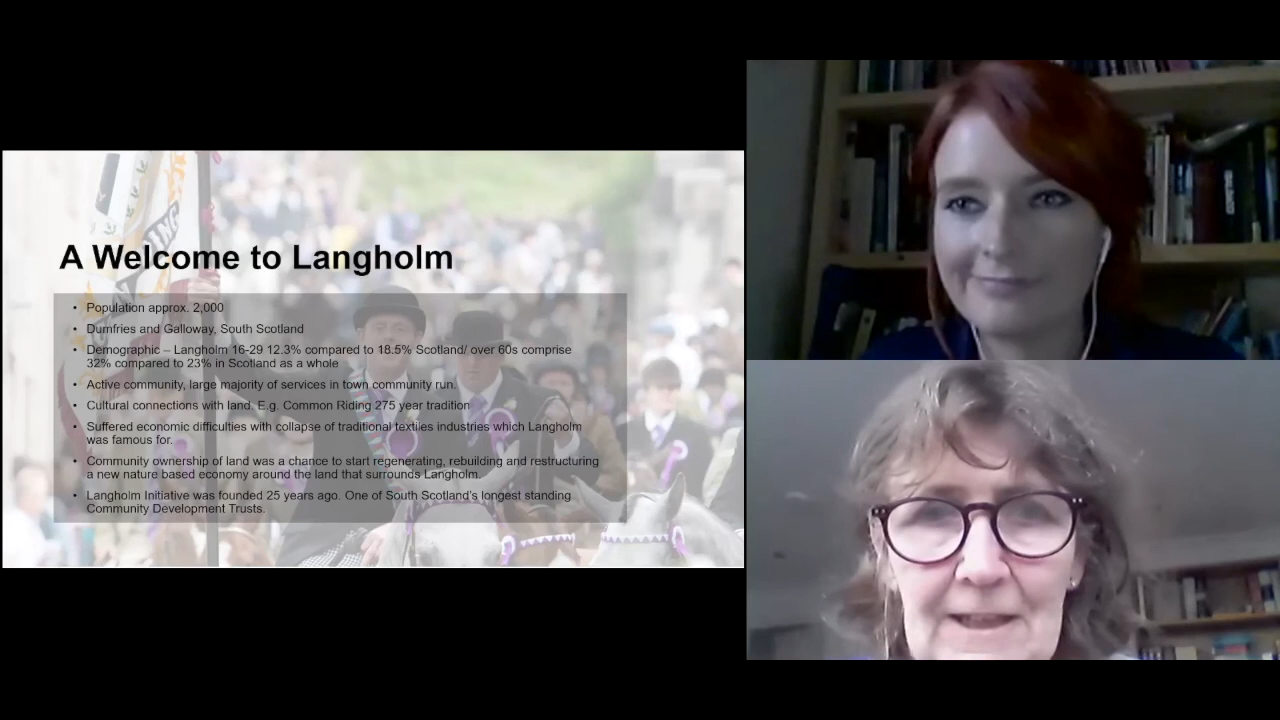 A Welcome to Langholm
• Population approx. 2,000
• Dumfries and Galloway, South Scotland
• Demographic – Langholm 16-29 12.3% compared to 18.5% Scotland/ over 60s comprise
32% compared to 23% in Scotland as a whole
• Active community, large majority of services in town community run.
• Cultural connections with land. E.g. Common Riding 275 year tradition
• Suffered economic difficulties with collapse of traditional textiles industries which Langholm
was famous for.
• Community ownership of land was a chance to start regenerating, rebuilding and restructuring
a new nature based economy around the land that surrounds Langholm.
• Langholm Initiative was founded 25 years ago. One of South Scotland's longest standing
Community Development Trusts.